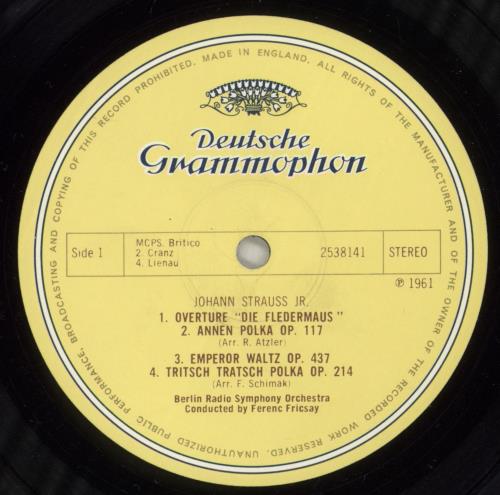 ALL RIGHTS OF THE MANUFACTURER AND OF THE OWNER OF THE RECORDED WORK RESERVED. UNAUTHORIZED PUBLIC PERFORMANCE, BROADCASTING AND COPYING OF THIS RECORD PROHIBITED. MADE IN ENGLAND.
Deutsche
Grammophon
Side 1
MCPS. Britico
2. Cranz
4. Lienau
2538141
STEREO
℗ 1961
JOHANN STRAUSS JR.
1. OVERTURE "DIE FLEDERMAUS"
2. ANNEN POLKA OP. 117
(Arr. R. Atzler)
3. EMPEROR WALTZ OP. 437
4. TRITSCH TRATSCH POLKA OP. 214
(Arr. F. Schimak)
Berlin Radio Symphony Orchestra
Conducted by Ferenc Fricsay